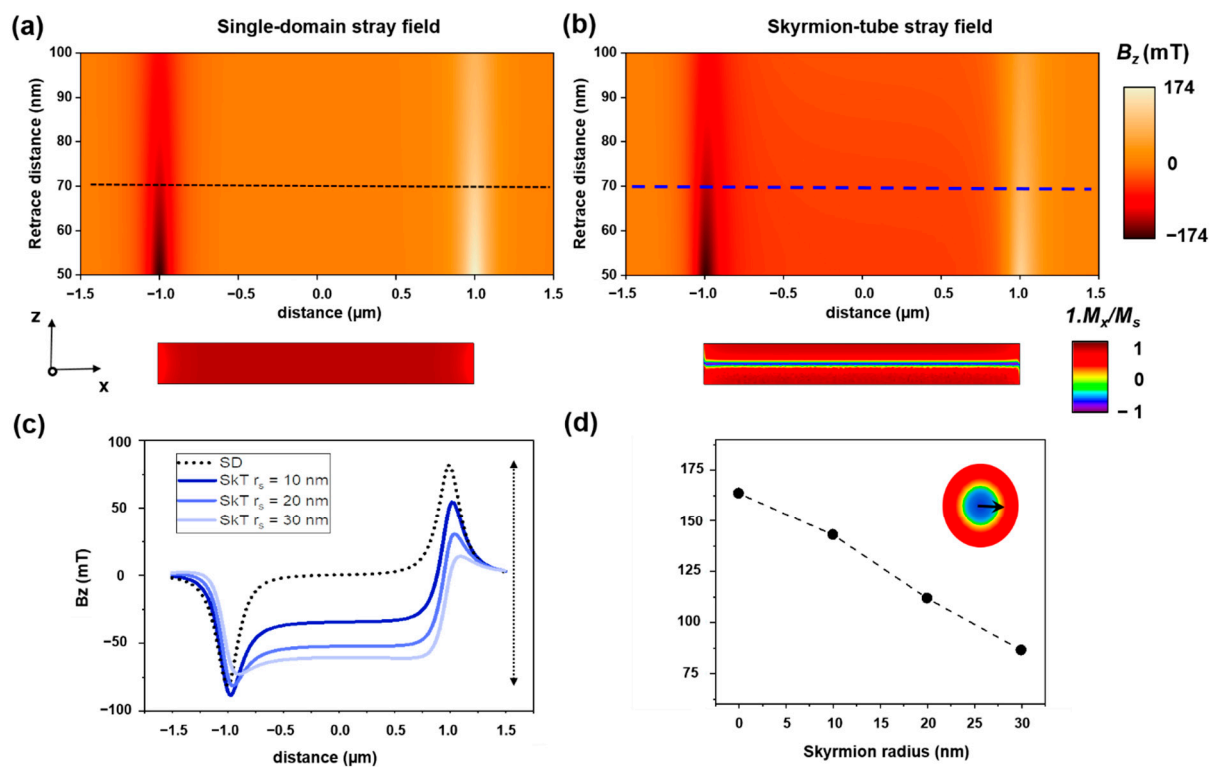 (a)
Single-domain stray field
Retrace distance (nm)
100
90
80
70
60
50
−1.5 −1.0 −0.5 0.0 0.5 1.0 1.5
distance (µm)
(b)
Skyrmion-tube stray field
Retrace distance (nm)
100
90
80
70
60
50
−1.5 −1.0 −0.5 0.0 0.5 1.0 1.5
distance (µm)
Bz (mT)
174
0
−174
z
x
1.Mx/Ms
1
0
− 1
(c)
SD
SkT rs = 10 nm
SkT rs = 20 nm
SkT rs = 30 nm
Bz (mT)
100
50
0
−50
−100
−1.5 −1.0 −0.5 0.0 0.5 1.0 1.5
distance (µm)
(d)
175
150
125
100
75
0 5 10 15 20 25 30
Skyrmion radius (nm)